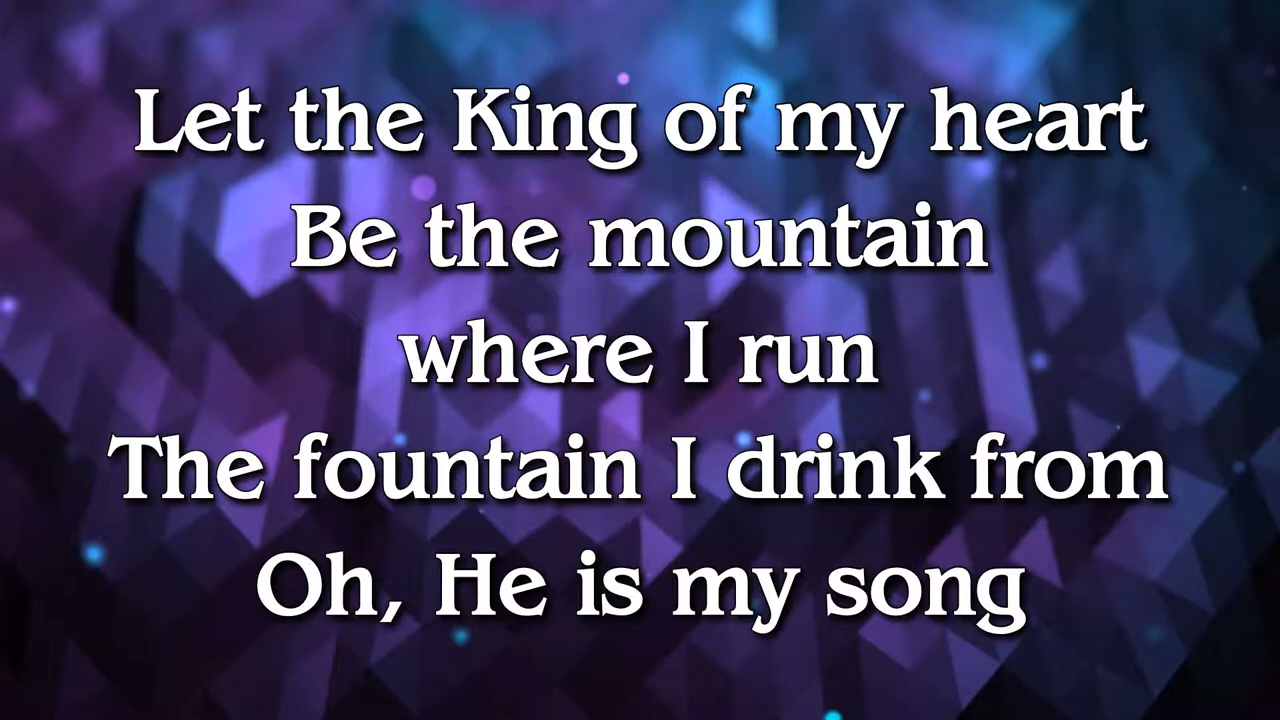 Let the King of my heart
Be the mountain
where I run
The fountain I drink from
Oh, He is my song